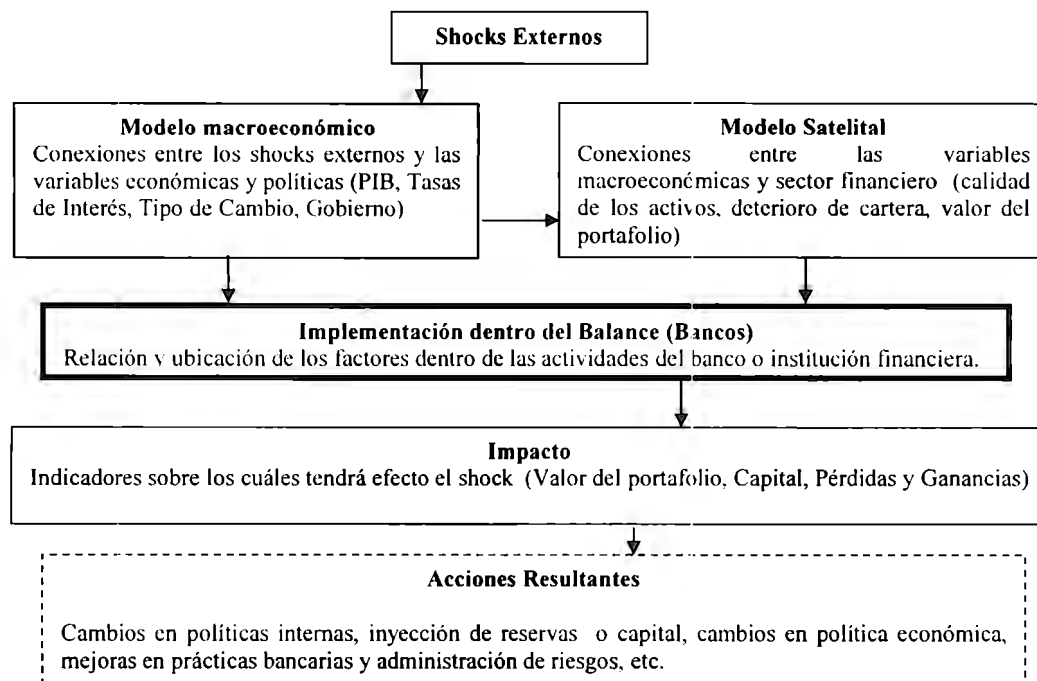 Shocks Externos
Modelo macroeconómico
Conexiones entre los shocks externos y las
variables económicas y políticas (PIB, Tasas
de Interés, Tipo de Cambio, Gobierno)
Modelo Satelital
Conexiones entre las variables
macroeconómicas y sector financiero (calidad
de los activos, deterioro de cartera, valor del
portafolio)
Implementación dentro del Balance (Bancos)
Relación y ubicación de los factores dentro de las actividades del banco o institución financiera.
Impacto
Indicadores sobre los cuáles tendrá efecto el shock (Valor del portafolio, Capital, Pérdidas y Ganancias)
Acciones Resultantes
Cambios en políticas internas, inyección de reservas o capital, cambios en política económica,
mejoras en prácticas bancarias y administración de riesgos, etc.